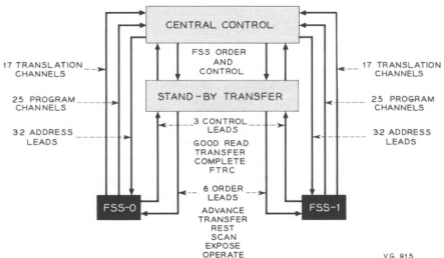 CENTRAL CONTROL
FSS ORDER
AND
CONTROL
17 TRANSLATION
CHANNELS
17 TRANSLATION
CHANNELS
STAND-BY TRANSFER
25 PROGRAM
CHANNELS
25 PROGRAM
CHANNELS
3 CONTROL
LEADS
32 ADDRESS
LEADS
32 ADDRESS
LEADS
GOOD READ
TRANSFER
COMPLETE
FTRC
6 ORDER
LEADS
FSS-0
FSS-1
ADVANCE
TRANSFER
REST
SCAN
EXPOSE
OPERATE
VG 915